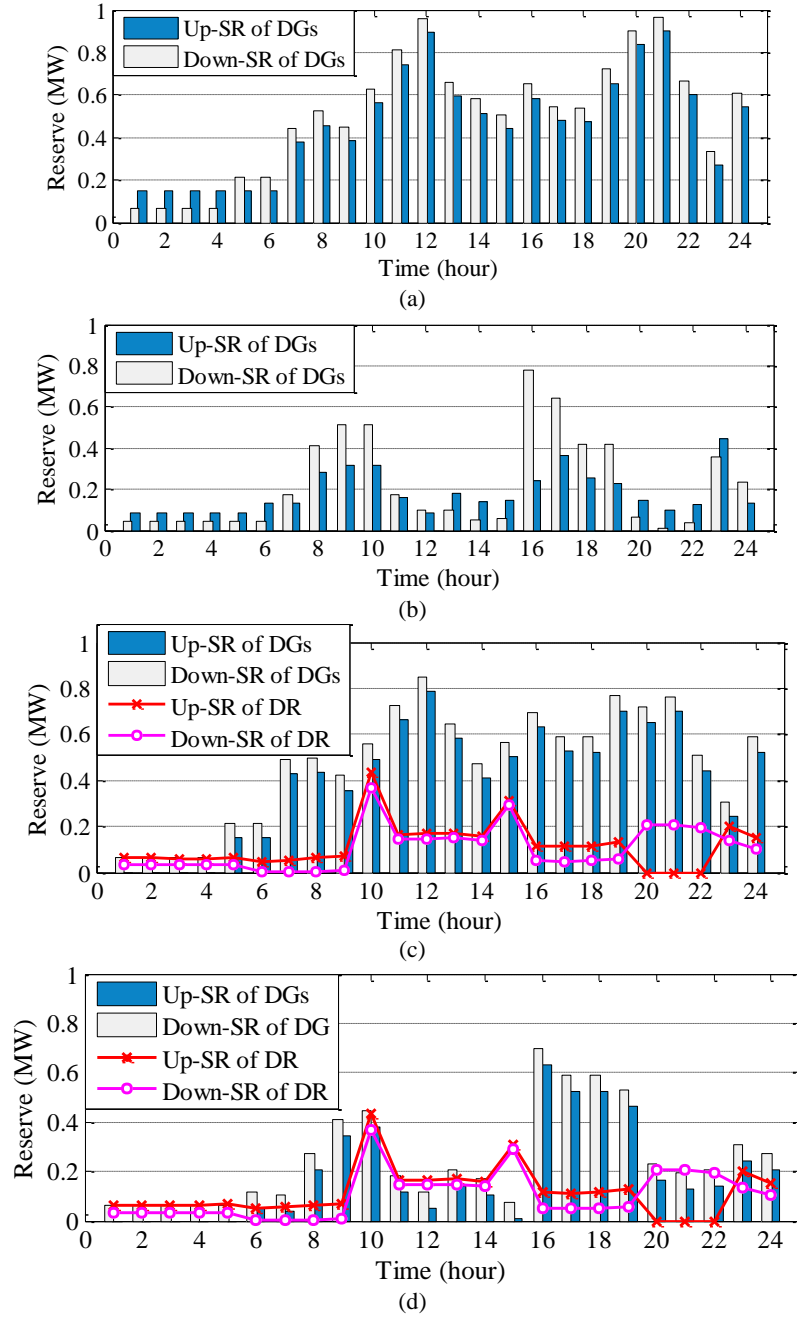 Up-SR of DGs
Down-SR of DGs
Reserve (MW)
1
0.8
0.6
0.4
0.2
0
0 2 4 6 8 10 12 14 16 18 20 22 24
Time (hour)
(a)
Up-SR of DGs
Down-SR of DGs
Reserve (MW)
1
0.8
0.6
0.4
0.2
0
0 2 4 6 8 10 12 14 16 18 20 22 24
Time (hour)
(b)
Up-SR of DGs
Down-SR of DGs
Up-SR of DR
Down-SR of DR
Reserve (MW)
1
0.8
0.6
0.4
0.2
0
0 2 4 6 8 10 12 14 16 18 20 22 24
Time (hour)
(c)
Up-SR of DGs
Down-SR of DG
Up-SR of DR
Down-SR of DR
Reserve (MW)
1
0.8
0.6
0.4
0.2
0
0 2 4 6 8 10 12 14 16 18 20 22 24
Time (hour)
(d)